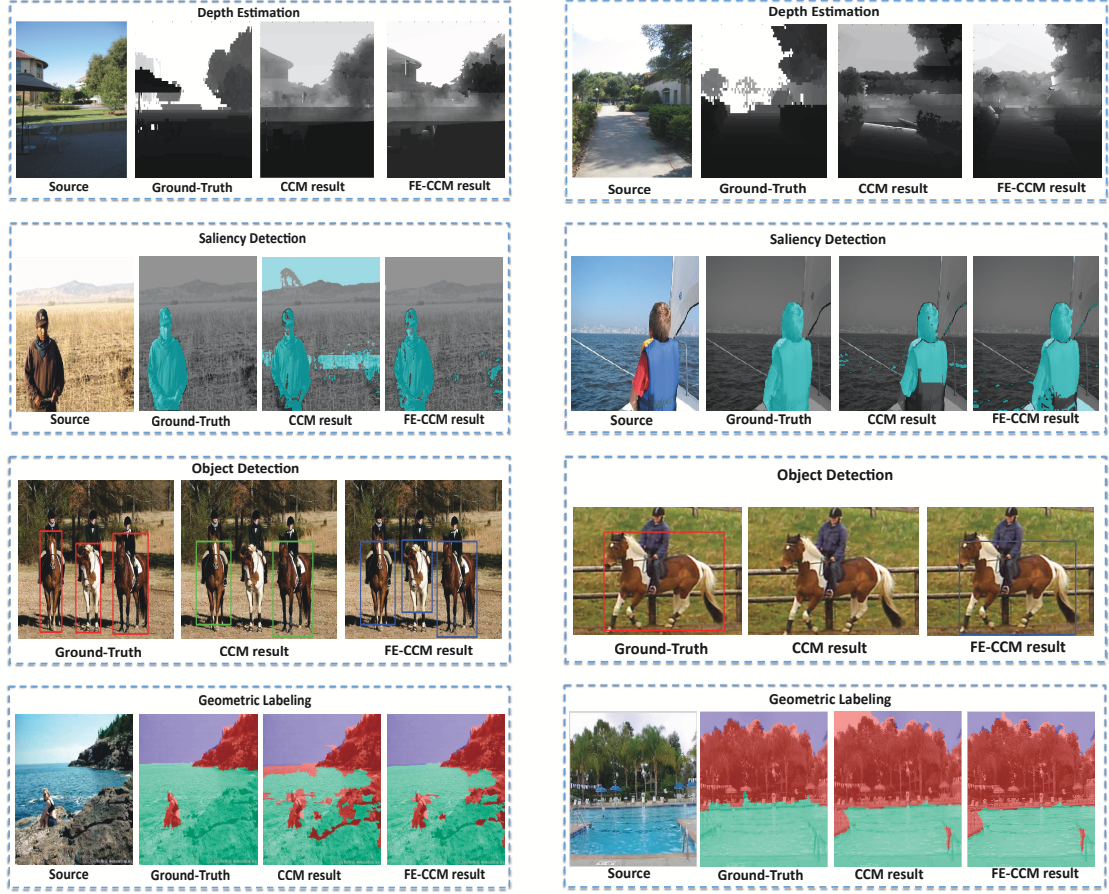 Depth Estimation
Source Ground-Truth CCM result FE-CCM result
Depth Estimation
Source Ground-Truth CCM result FE-CCM result
Saliency Detection
Source Ground-Truth CCM result FE-CCM result
Saliency Detection
Source Ground-Truth CCM result FE-CCM result
Object Detection
Ground-Truth CCM result FE-CCM result
Object Detection
Ground-Truth CCM result FE-CCM result
Geometric Labeling
Source Ground-Truth CCM result FE-CCM result
Geometric Labeling
Source Ground-Truth CCM result FE-CCM result